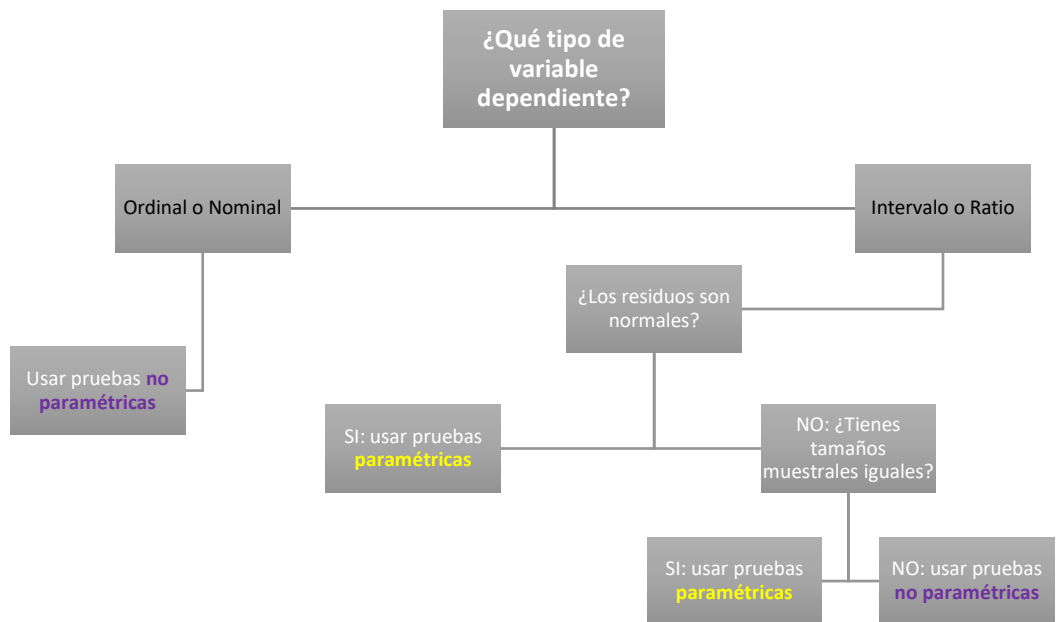 ¿Qué tipo de
variable
dependiente?
Ordinal o Nominal
Intervalo o Ratio
¿Los residuos son
normales?
Usar pruebas no
paramétricas
SI: usar pruebas
paramétricas
NO: ¿Tienes
tamaños
muestrales iguales?
SI: usar pruebas
paramétricas
NO: usar pruebas
no paramétricas